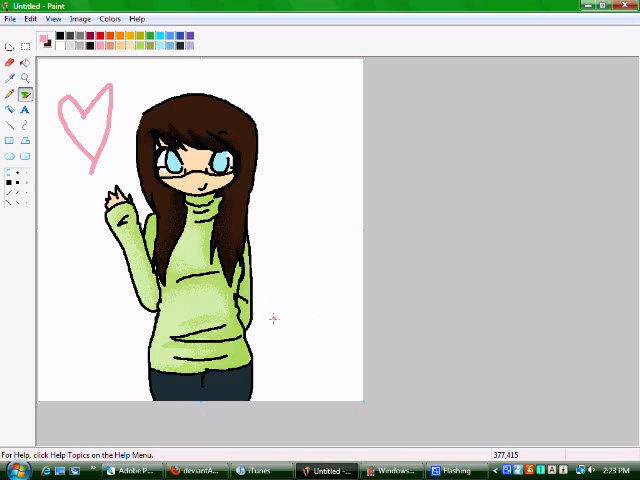 Untitled - Paint
File Edit View Image Colors Help
A
For Help, click Help Topics on the Help Menu.
377,415
Adobe P...
deviantA...
iTunes
Untitled -...
Windows...
Flashing
2:23 PM